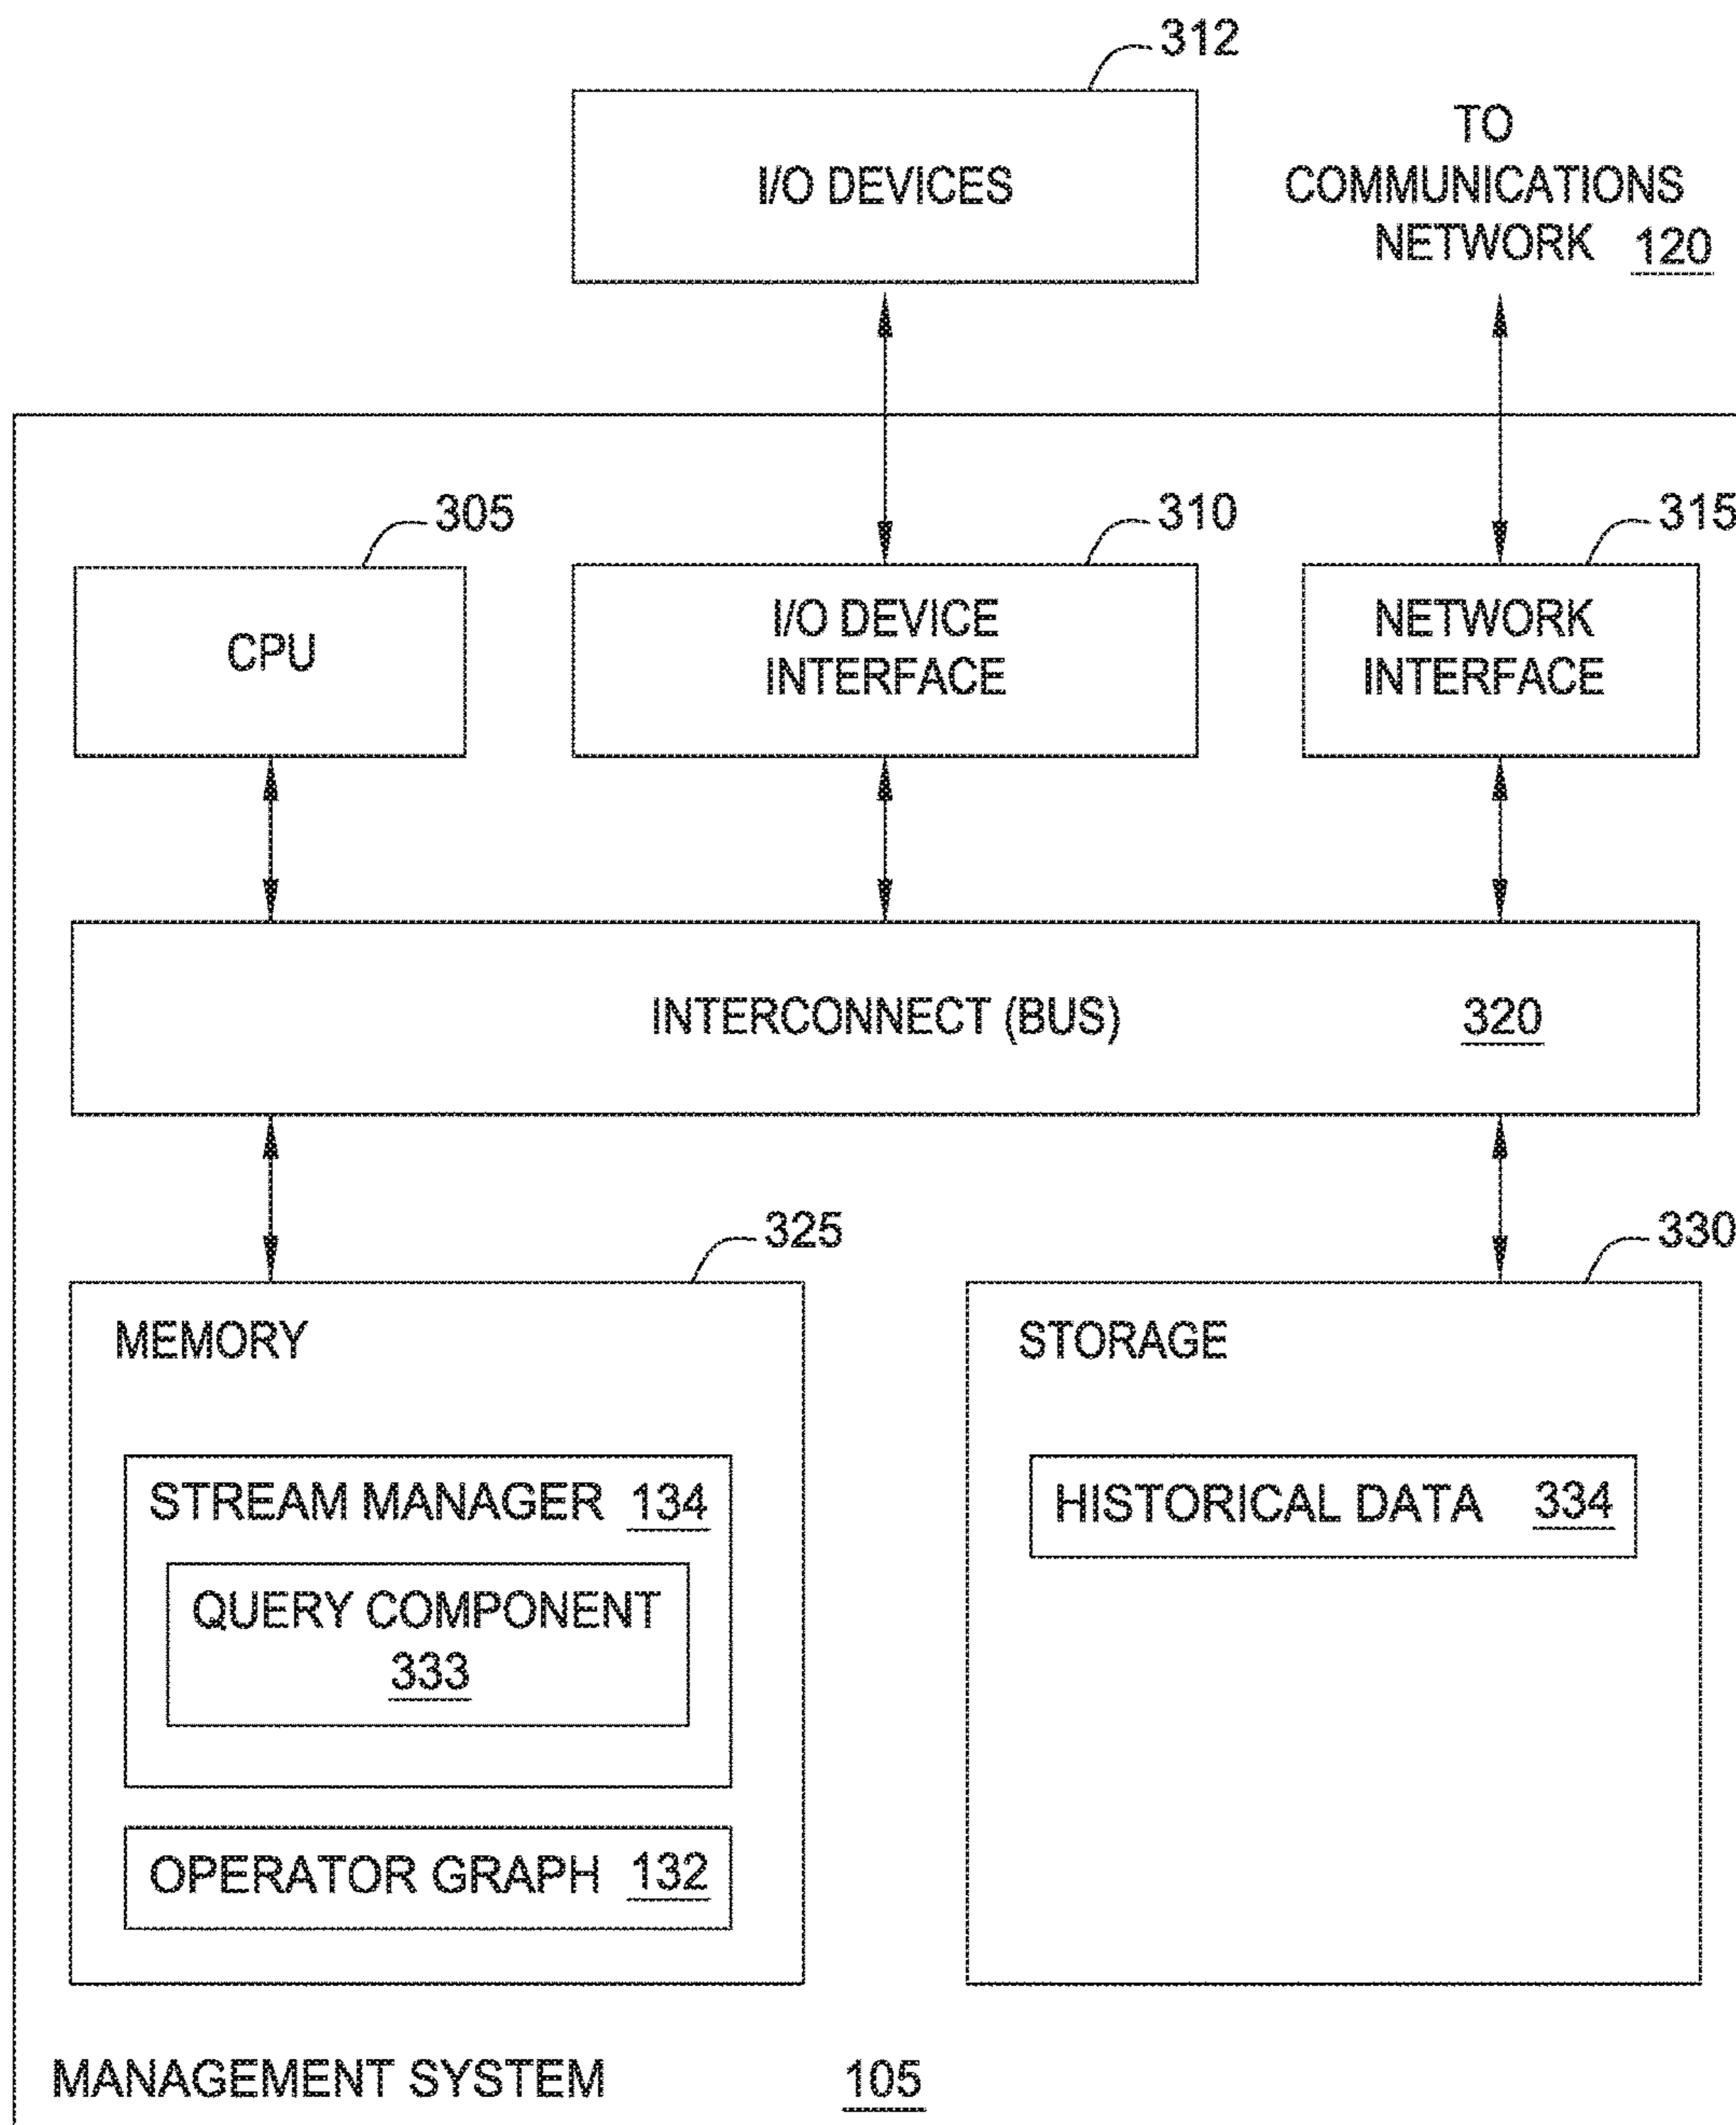 312
I/O DEVICES
TO
COMMUNICATIONS
NETWORK 120
305
310
315
CPU
I/O DEVICE
INTERFACE
NETWORK
INTERFACE
INTERCONNECT (BUS) 320
325
330
MEMORY
STORAGE
STREAM MANAGER 134
QUERY COMPONENT
333
HISTORICAL DATA 334
OPERATOR GRAPH 132
MANAGEMENT SYSTEM 105